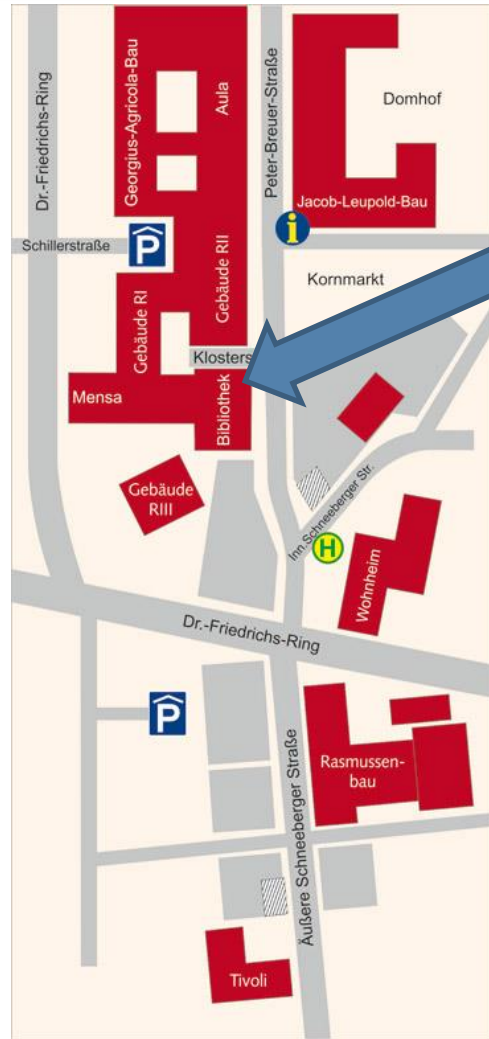 Dr.-Friedrichs-Ring
Georgius-Agricola-Bau
Aula
Peter-Breuer-Straße
Domhof
Jacob-Leupold-Bau
i
Schillerstraße
P
Gebäude RI
Gebäude RII
Kornmarkt
Klosters
Mensa
Bibliothek
Gebäude
RIII
Inn.Schneeberger Str.
H
Wohnheim
Dr.-Friedrichs-Ring
P
Rasmussen-
bau
Äußere Schneeberger Straße
Tivoli